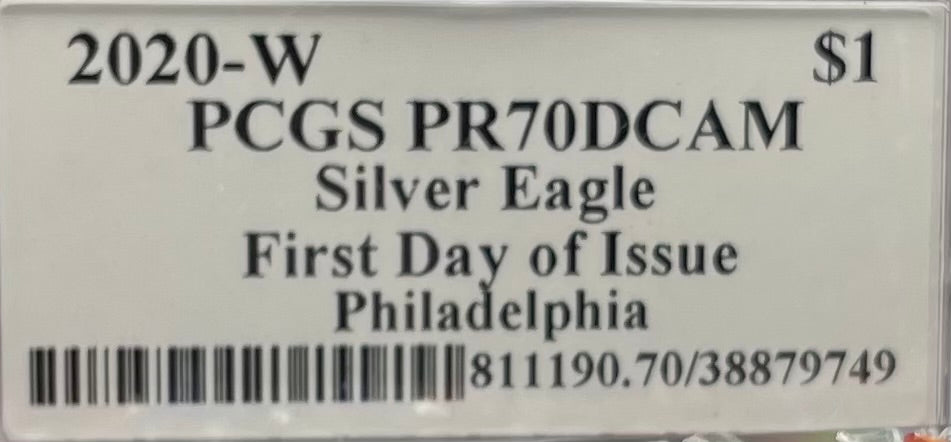 2020-W $1
PCGS PR70DCAM
Silver Eagle
First Day of Issue
Philadelphia
811190.70/38879749